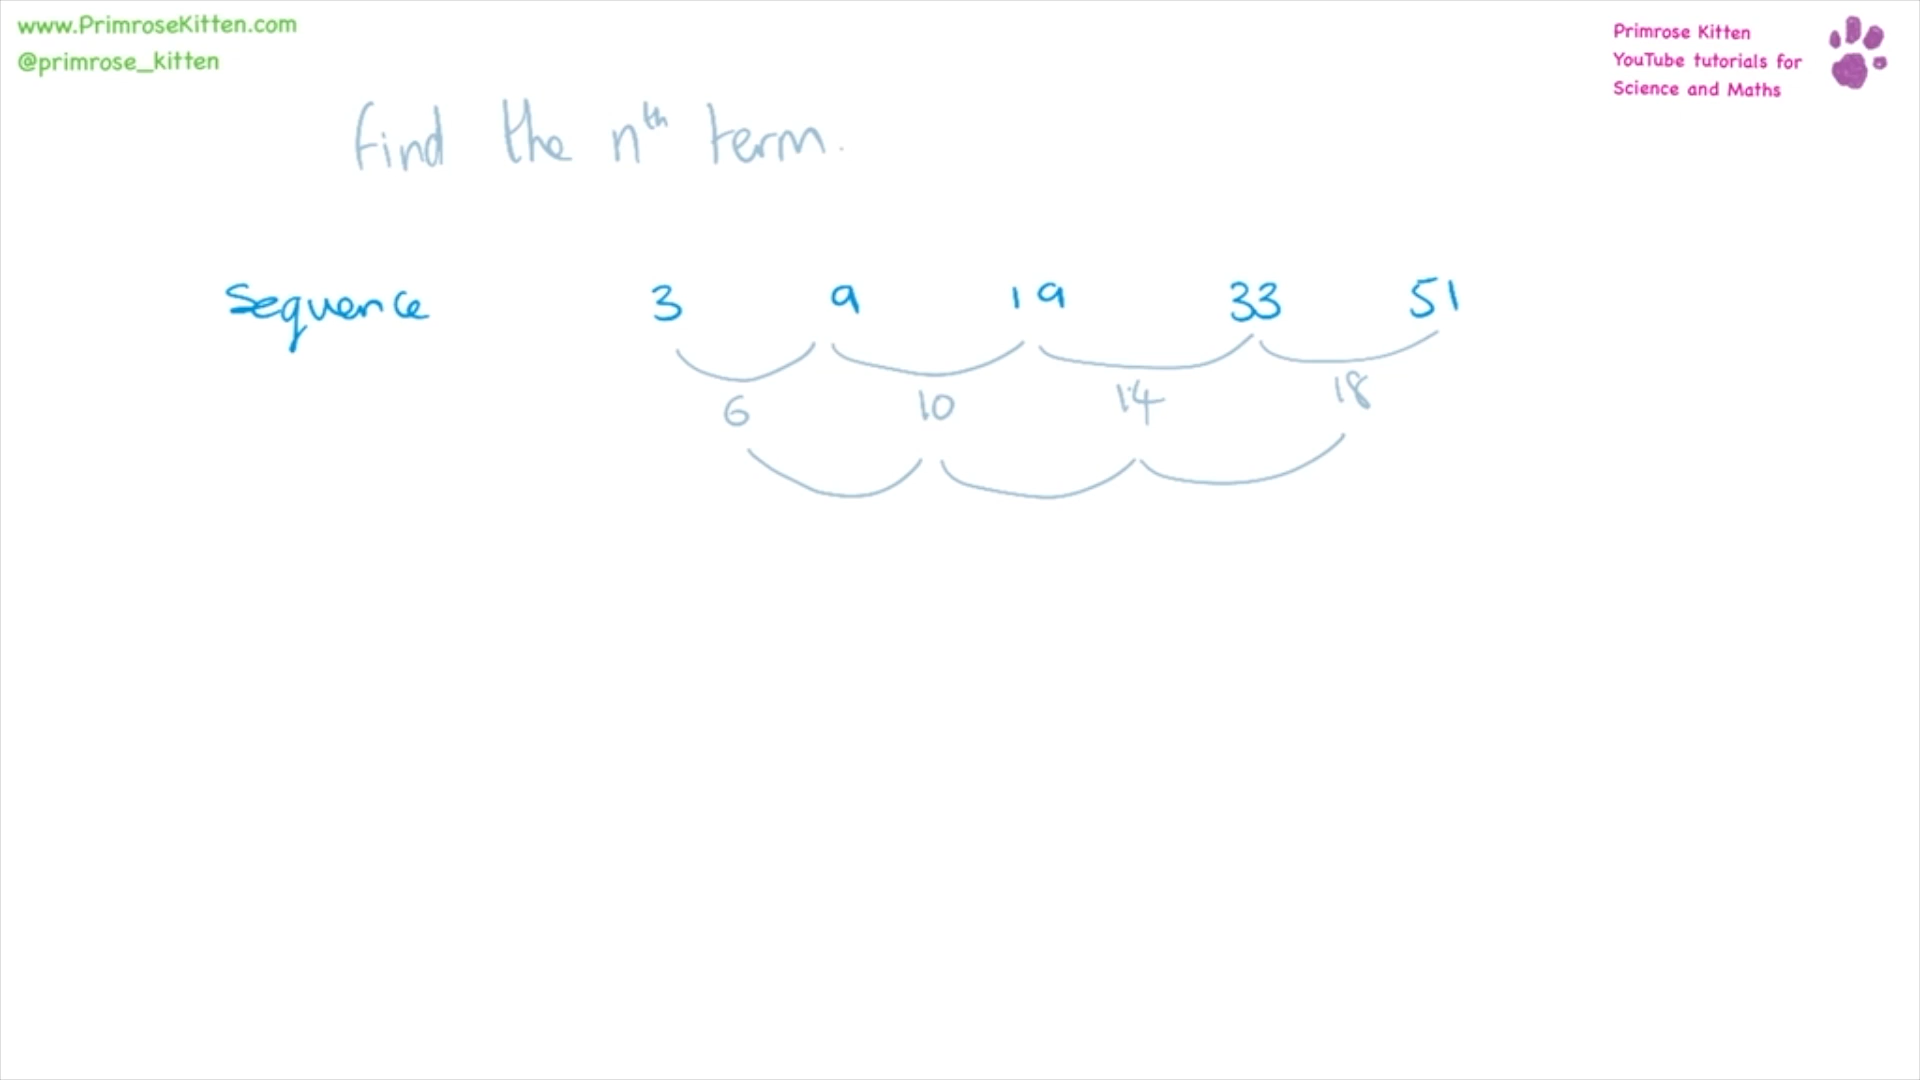 www.PrimroseKitten.com
@primrose_kitten
Primrose Kitten
YouTube tutorials for
Science and Maths
find the nth term.
Sequence 3 9 19 33 51
6 10 14 18